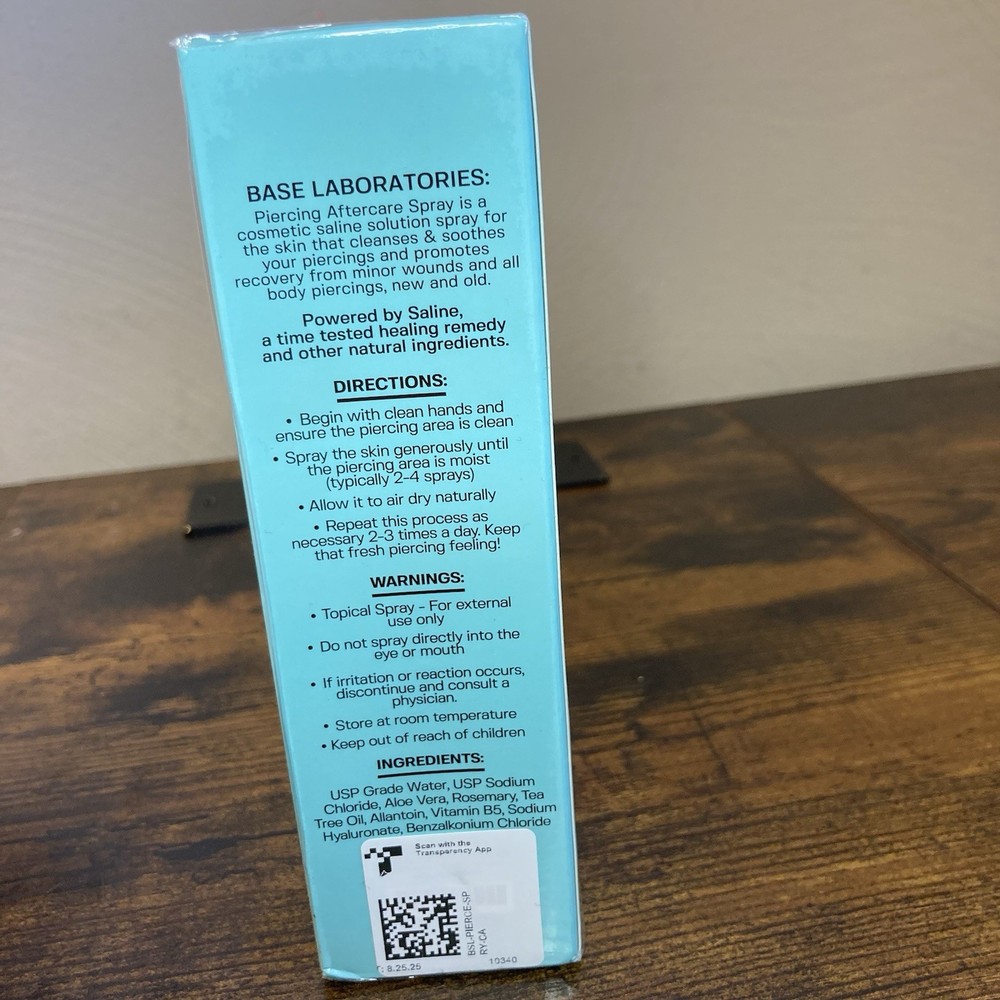 BASE LABORATORIES:
Piercing Aftercare Spray is a
cosmetic saline solution spray for
the skin that cleanses & soothes
your piercings and promotes
recovery from minor wounds and all
body piercings, new and old.
Powered by Saline,
a time tested healing remedy
and other natural ingredients.
DIRECTIONS:
• Begin with clean hands and
ensure the piercing area is clean
• Spray the skin generously until
the piercing area is moist
(typically 2-4 sprays)
• Allow it to air dry naturally
• Repeat this process as
necessary 2-3 times a day. Keep
that fresh piercing feeling!
WARNINGS:
• Topical Spray - For external
use only
• Do not spray directly into the
eye or mouth
• If irritation or reaction occurs,
discontinue and consult a
physician.
• Store at room temperature
• Keep out of reach of children
INGREDIENTS:
USP Grade Water, USP Sodium
Chloride, Aloe Vera, Rosemary, Tea
Tree Oil, Allantoin, Vitamin B5, Sodium
Hyaluronate, Benzalkonium Chloride
Scan with the
Transparency App
BSL-PIERCE-SP
RY-CA
: 8.25.25
10340